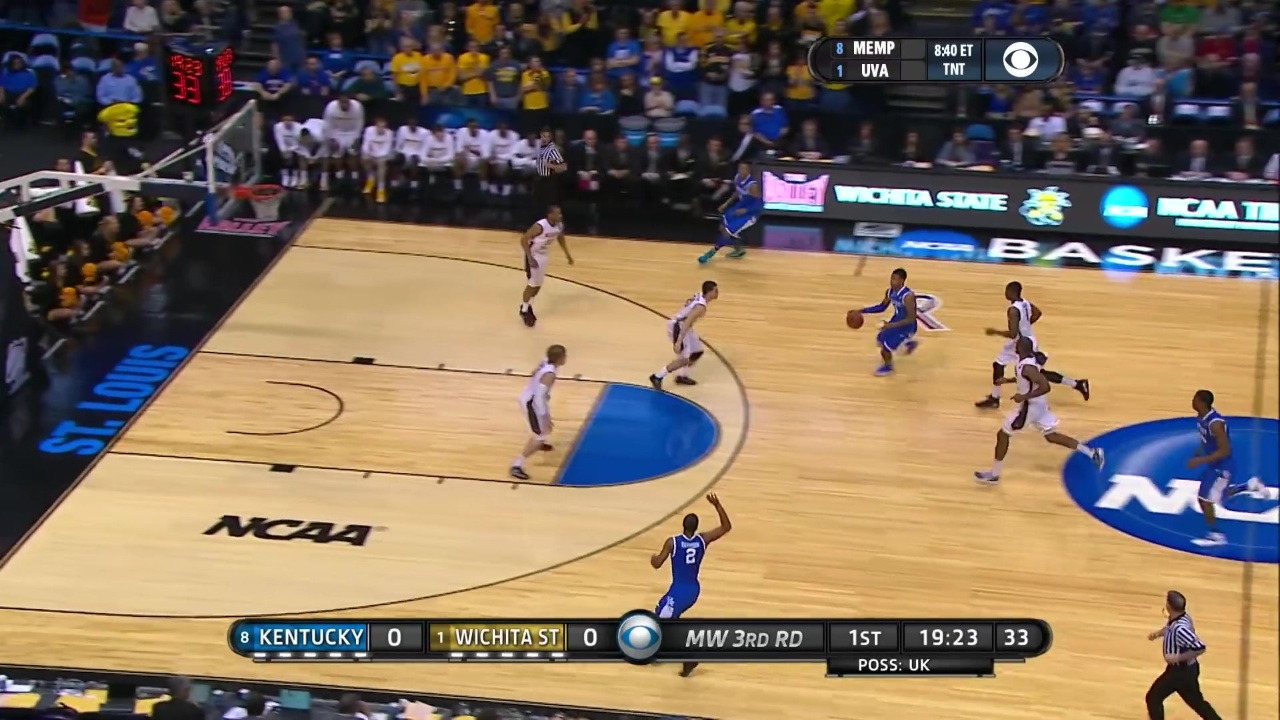 8 MEMP 8:40 ET
1 UVA TNT
WICHITA STATE NCAA
BASKE
ST. LOUIS
NCAA
2
8 KENTUCKY 0 1 WICHITA ST 0 MW 3RD RD 1ST 19:23 33
POSS: UK